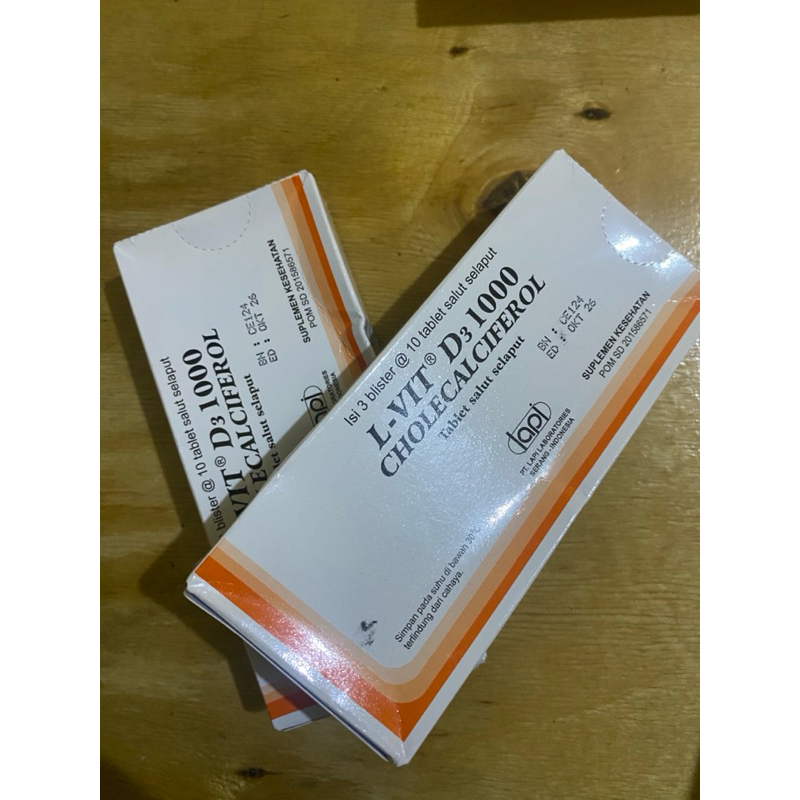 Isi 3 blister @ 10 tablet salut selaput
L-VIT® D3 1000
CHOLECALCIFEROL
Tablet salut selaput
BN : CE124
ED : OKT 26
SUPLEMEN KESEHATAN
POM SD 201586571
lapi
PT. LAPI LABORATORIES
SERANG - INDONESIA
Simpan pada suhu di bawah 30°C,
terlindung dari cahaya.
blister @ 10 tablet salut selaput
VIT® D3 1000
LECALCIFEROL
let salut selaput
BN : CE124
ED : OKT 26
SUPLEMEN KESEHATAN
POM SD 201586571
lapi